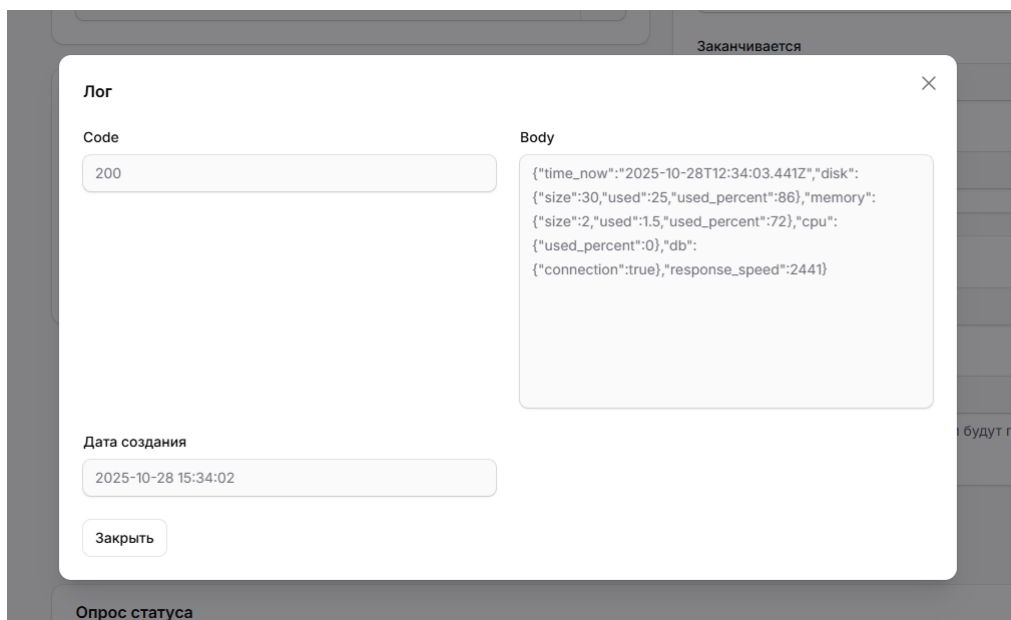 Заканчивается
Лог
Code
200
Body
{"time_now":"2025-10-28T12:34:03.441Z","disk":
{"size":30,"used":25,"used_percent":86},"memory":
{"size":2,"used":1.5,"used_percent":72},"cpu":
{"used_percent":0},"db":
{"connection":true},"response_speed":2441}
Дата создания
2025-10-28 15:34:02
Закрыть
будут
Опрос статуса